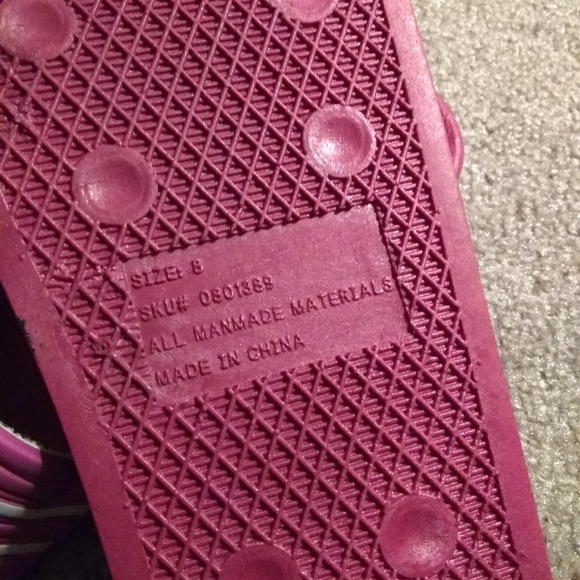 SIZE: 8
SKU# 0801389
ALL MANMADE MATERIALS
MADE IN CHINA